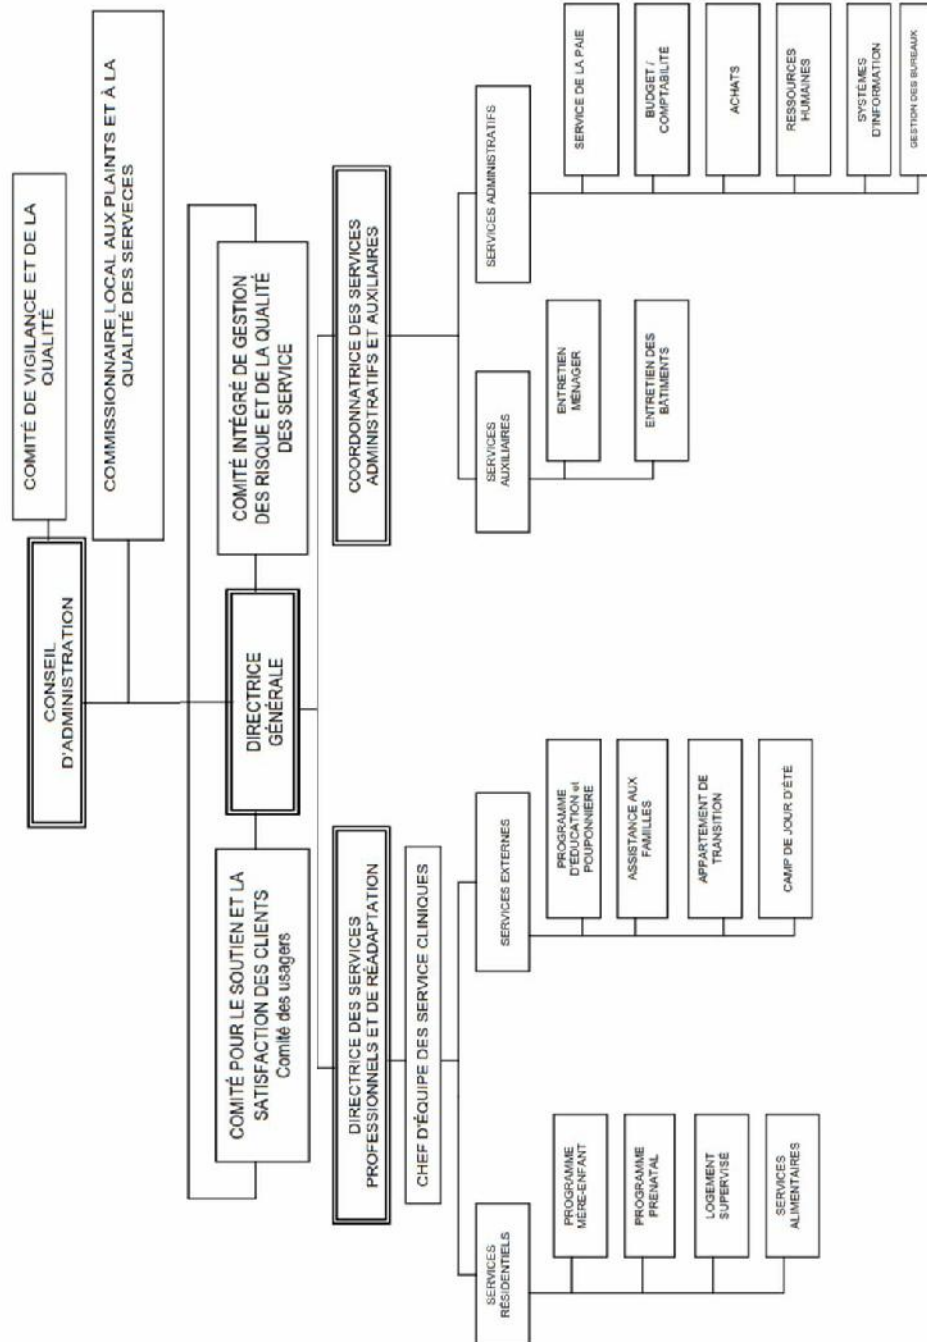 CONSEIL
D'ADMINISTRATION
COMITÉ DE VIGILANCE ET DE LA
QUALITÉ
COMMISSIONNAIRE LOCAL AUX PLAINTS ET À LA
QUALITÉ DES SERVECES
COMITÉ POUR LE SOUTIEN ET LA
SATISFACTION DES CLIENTS
Comité des usagers
DIRECTRICE
GÉNÉRALE
COMITÉ INTÉGRÉ DE GESTION
DES RISQUE ET DE LA QUALITÉ
DES SERVICE
DIRECTRICE DES SERVICES
PROFESSIONNELS ET DE RÉADAPTATION
COORDONNATRICE DES SERVICES
ADMINISTRATIFS ET AUXILIAIRES
CHEF D'ÉQUIPE DES SERVICE CLINIQUES
SERVICES
RÉSIDENTIELS
PROGRAMME
MÈRE-ENFANT
PROGRAMME
PRENATAL
LOGEMENT
SUPERVISÉ
SERVICES
ALIMENTAIRES
SERVICES EXTERNES
PROGRAMME
D'ÉDUCATION et
POUPONNIERE
ASSISTANCE AUX
FAMILLES
APPARTEMENT DE
TRANSITION
CAMP DE JOUR D'ÉTÉ
SERVICES
AUXILIAIRES
ENTRETIEN
MÉNAGER
ENTRETIEN DES
BÂTIMENTS
SERVICES ADMINISTRATIFS
SERVICE DE LA PAIE
BUDGET /
COMPTABILITÉ
ACHATS
RESSOURCES
HUMAINES
SYSTÈMES
D'INFORMATION
GESTION DES BUREAUX